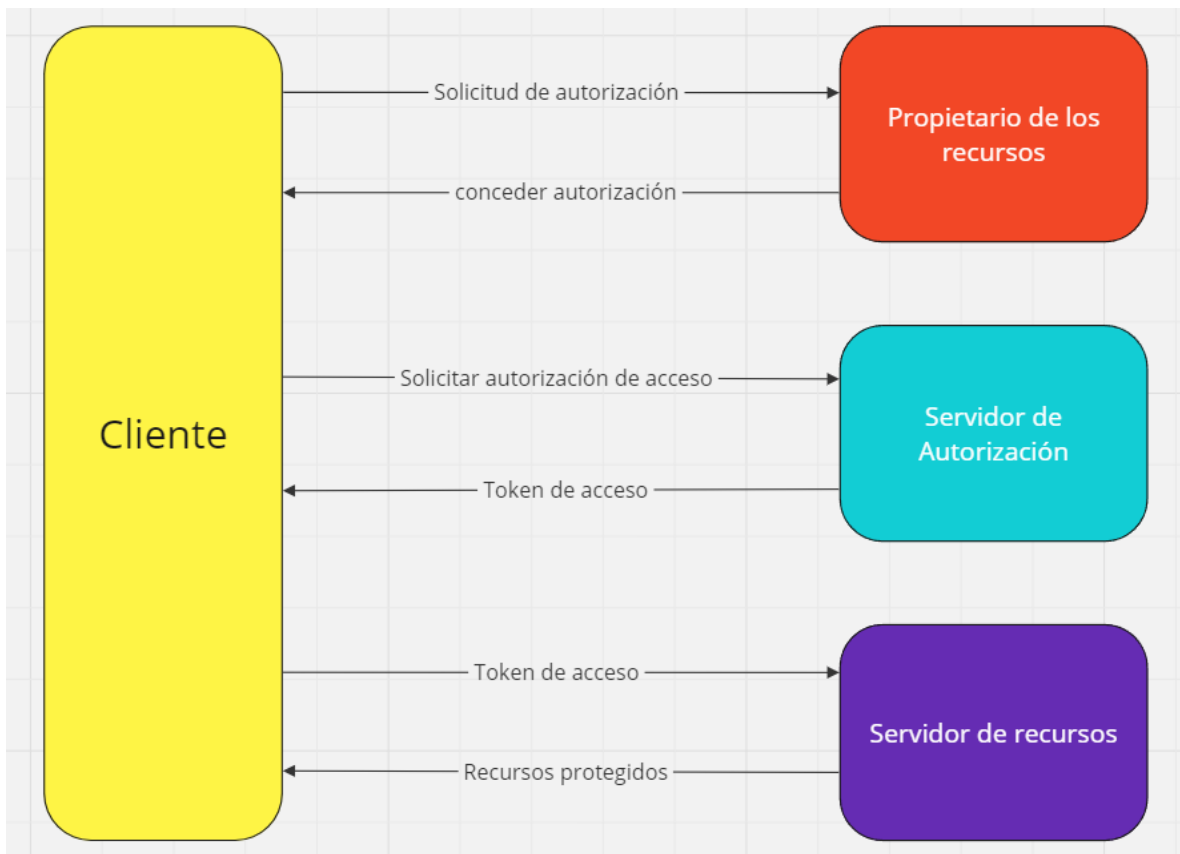 Solicitud de autorización
Propietario de los
recursos
conceder autorización
Solicitar autorización de acceso
Servidor de
Autorización
Cliente
Token de acceso
Token de acceso
Servidor de recursos
Recursos protegidos